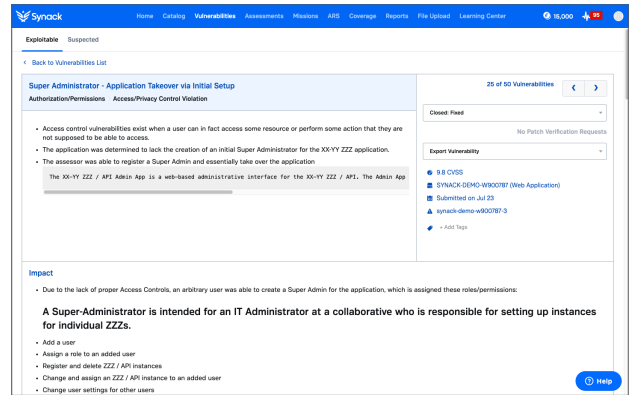 Synack
Home Catalog Vulnerabilities Assessments Missions ARS Coverage Reports File Upload Learning Center
15,000 95
Exploitable Suspected
Back to Vulnerabilities List
Super Administrator - Application Takeover via Initial Setup
Authorization/Permissions Access/Privacy Control Violation
25 of 50 Vulnerabilities
• Access control vulnerabilities exist when a user can in fact access some resource or perform some action that they are
not supposed to be able to access.
• The application was determined to lack the creation of an initial Super Administrator for the XX-YY ZZZ application.
• The assessor was able to register a Super Admin and essentially take over the application
The XX-YY ZZZ / API Admin App is a web-based administrative interface for the XX-YY ZZZ / API. The Admin App
Closed: Fixed
No Patch Verification Requests
Export Vulnerability
9.8 CVSS
SYNACK-DEMO-W900787 (Web Application)
Submitted on Jul 23
synack-demo-w900787-3
+ Add Tags
Impact
• Due to the lack of proper Access Controls, an arbitrary user was able to create a Super Admin for the application, which is assigned these roles/permissions:
A Super-Administrator is intended for an IT Administrator at a collaborative who is responsible for setting up instances
for individual ZZZs.
• Add a user
• Assign a role to an added user
• Register and delete ZZZ / API instances
• Change and assign an ZZZ / API instance to an added user
• Change user settings for other users
Help